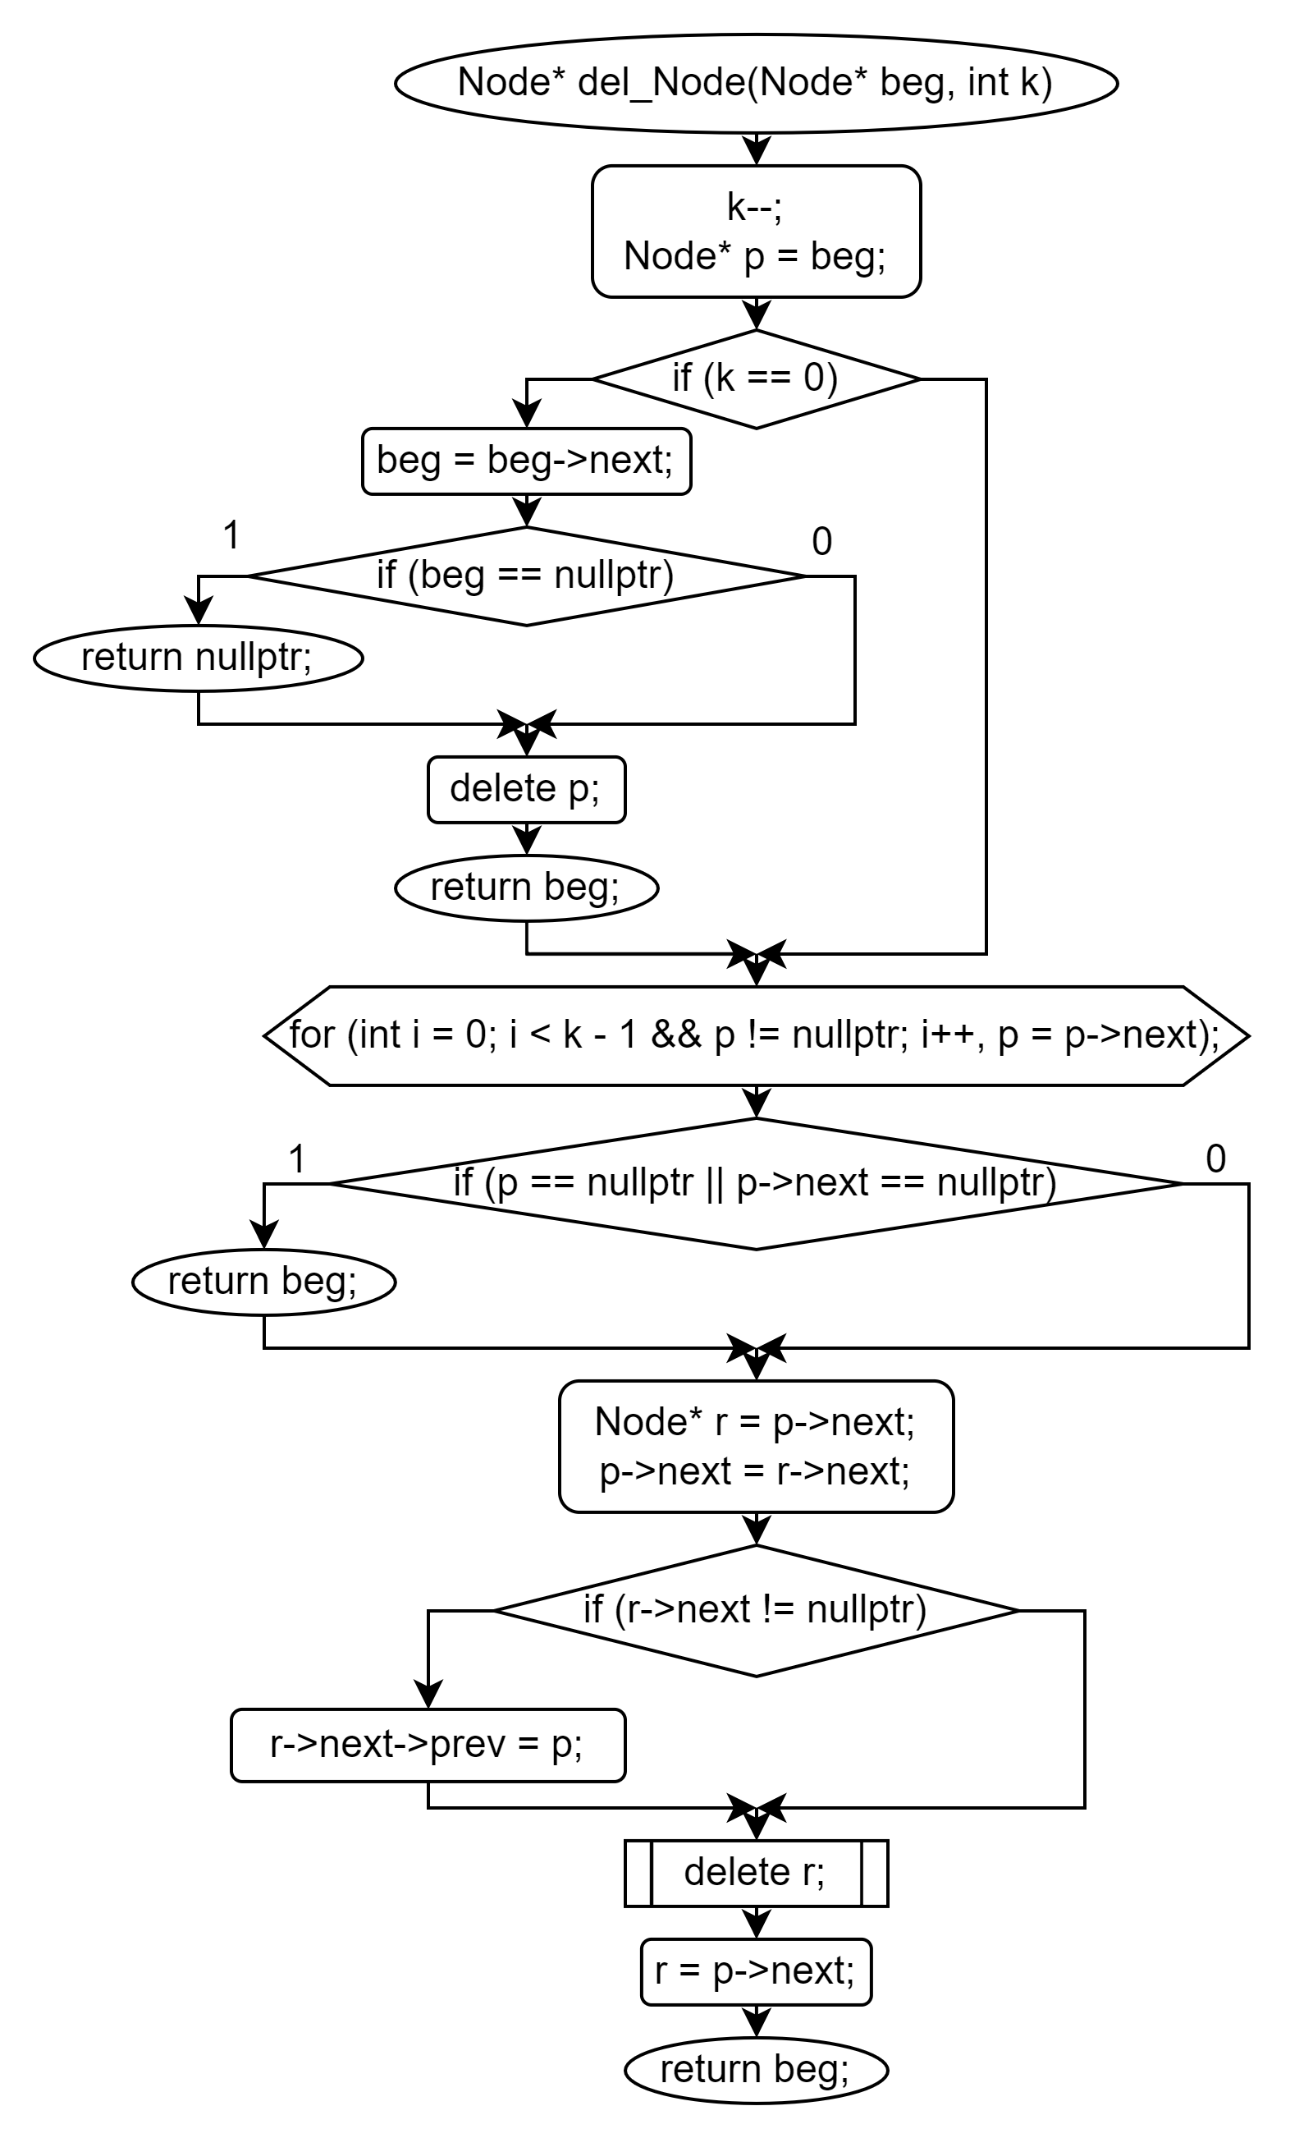 Node* del_Node(Node* beg, int k)
k--;
Node* p = beg;
if (k == 0)
beg = beg->next;
1
0
if (beg == nullptr)
return nullptr;
delete p;
return beg;
for (int i = 0; i < k - 1 && p != nullptr; i++, p = p->next);
1
0
if (p == nullptr || p->next == nullptr)
return beg;
Node* r = p->next;
p->next = r->next;
if (r->next != nullptr)
r->next->prev = p;
delete r;
r = p->next;
return beg;